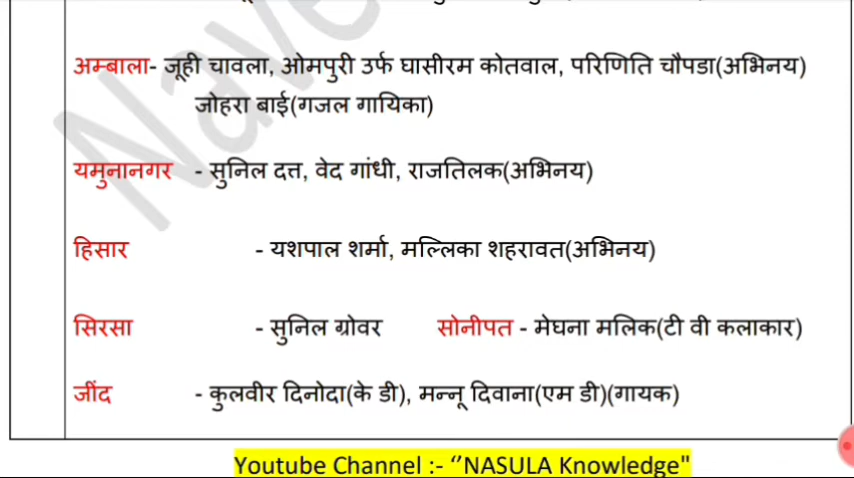 अम्बाला- जूही चावला, ओमपुरी उर्फ घासीरम कोतवाल, परिणिति चौपडा(अभिनय)
जोहरा बाई(गजल गायिका)
यमुनानगर - सुनिल दत्त, वेद गांधी, राजतिलक(अभिनय)
हिसार - यशपाल शर्मा, मल्लिका शहरावत(अभिनय)
सिरसा - सुनिल ग्रोवर सोनीपत - मेघना मलिक(टी वी कलाकार)
जींद - कुलवीर दिनोदा(के डी), मन्नू दिवाना(एम डी)(गायक)
Youtube Channel :- ‘’NASULA Knowledge"